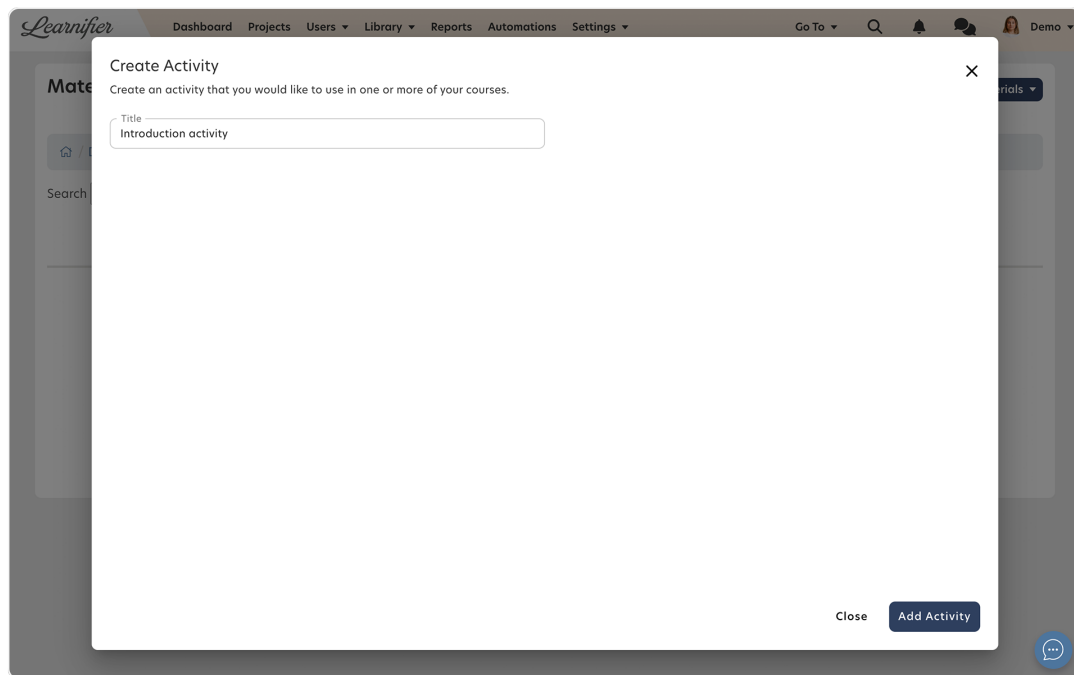 Learnifier Dashboard Projects Users Library Reports Automations Settings Go To Demo
Mate
rials
Create Activity
Create an activity that you would like to use in one or more of your courses.
Title
Introduction activity
Search
Close Add Activity